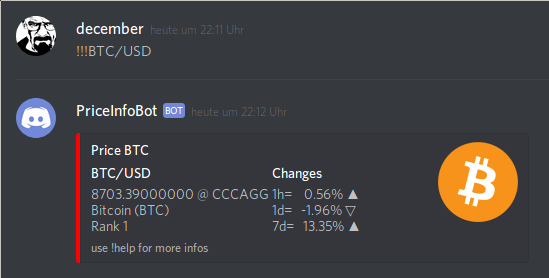 december heute um 22:11 Uhr
!!!BTC/USD
PriceInfoBot BOT heute um 22:12 Uhr
Price BTC
BTC/USD Changes
8703.39000000 @ CCCAGG 1h= 0.56% ▲
Bitcoin (BTC) 1d= -1.96% ▽
Rank 1 7d= 13.35% ▲
use !help for more infos